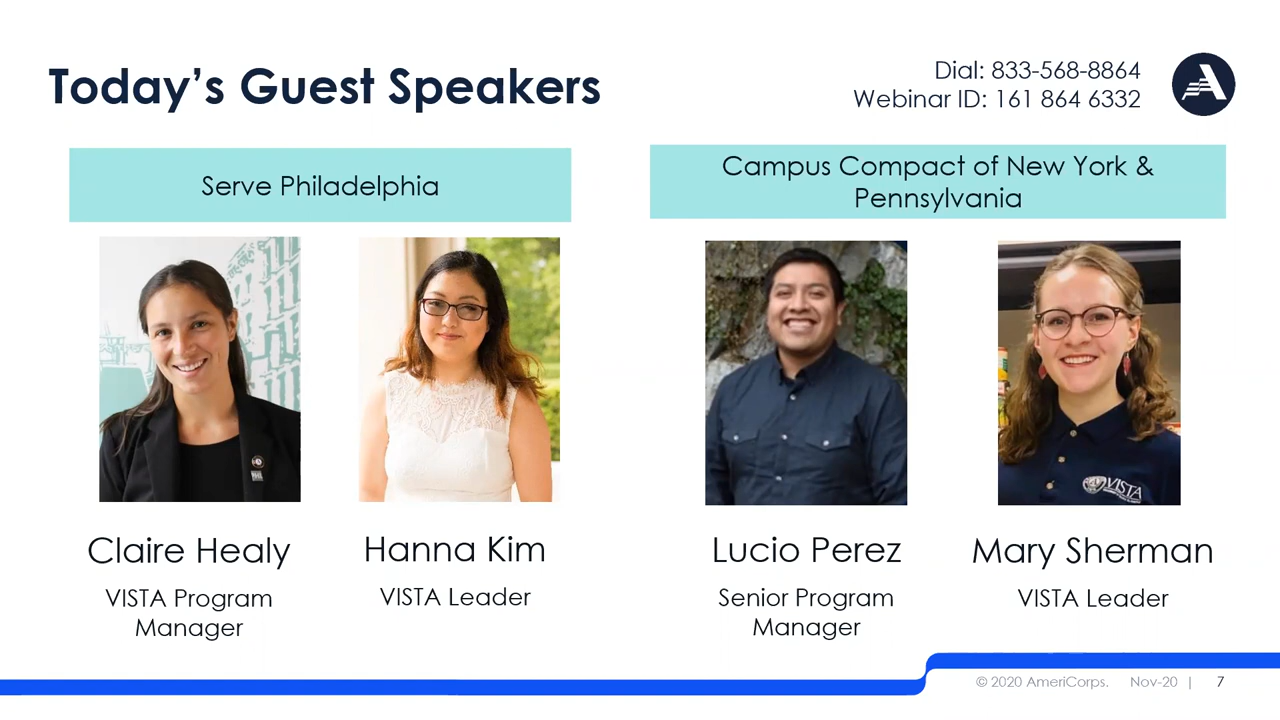 Today’s Guest Speakers
Dial: 833-568-8864
Webinar ID: 161 864 6332
Serve Philadelphia
Campus Compact of New York &
Pennsylvania
VISTA
Claire Healy
VISTA Program
Manager
Hanna Kim
VISTA Leader
Lucio Perez
Senior Program
Manager
Mary Sherman
VISTA Leader
© 2020 AmeriCorps. Nov-20 | 7